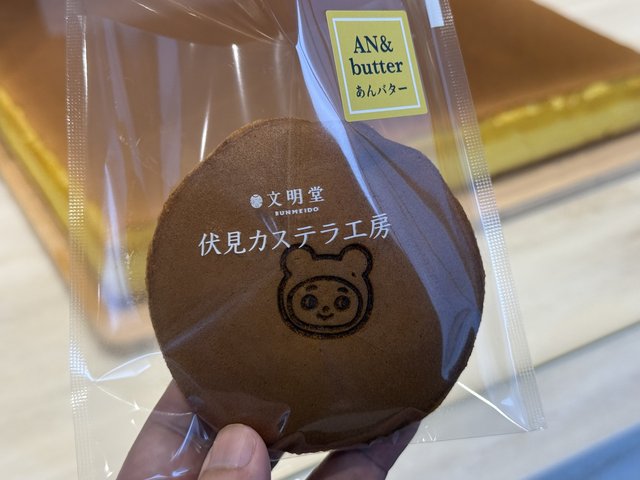 AN&
butter
あんバター
文明堂
BUNMEIDO
伏見カステラ工房